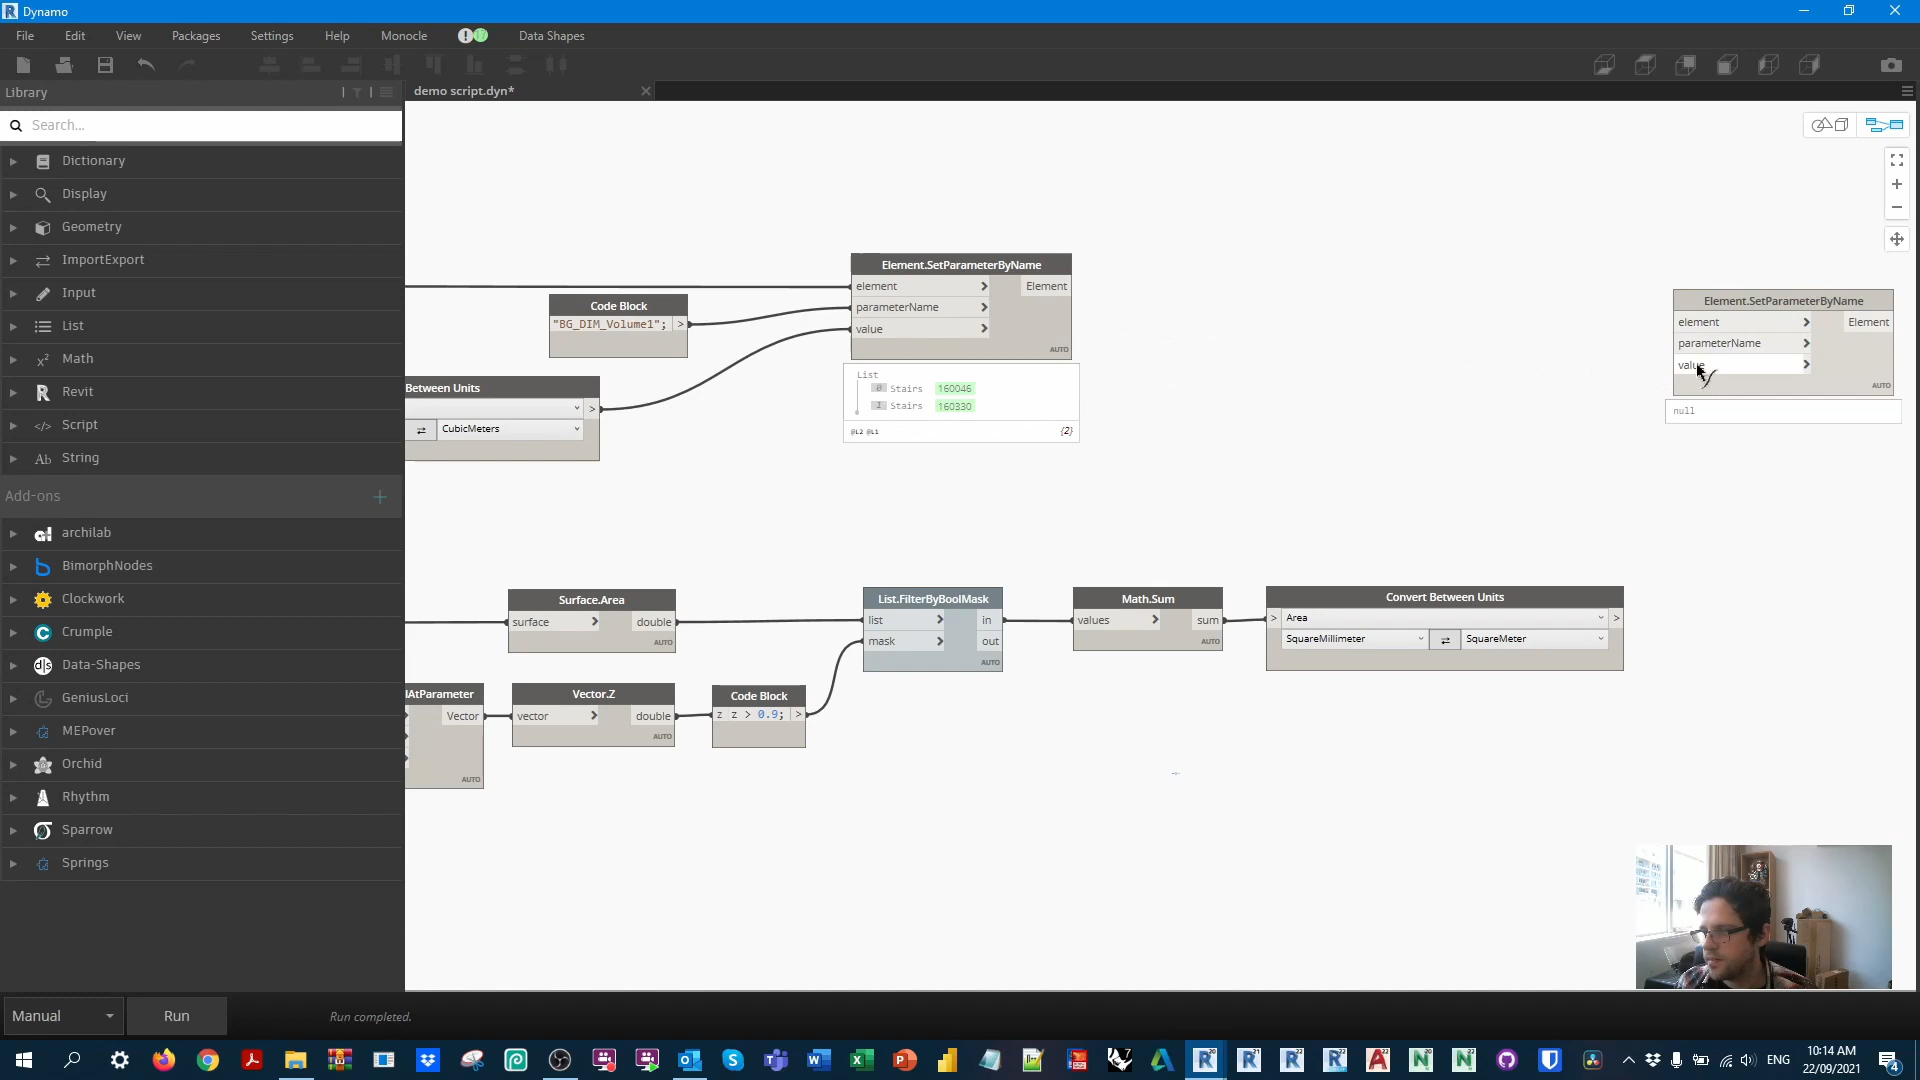 Dynamo
File Edit View Packages Settings Help Monocle Data Shapes
Library
demo script.dyn*
Search...
Dictionary
Display
Geometry
ImportExport
Input
List
Math
Revit
Script
String
Add-ons
archilab
BimorphNodes
Clockwork
Crumple
Data-Shapes
GeniusLoci
MEPover
Orchid
Rhythm
Sparrow
Springs
Element.SetParameterByName
element > Element
parameterName >
value >
AUTO
Code Block
"BG_DIM_Volume1"; >
Between Units
>
CubicMeters
List
0 Stairs 160046
1 Stairs 160330
@L2 @L1 {2}
Element.SetParameterByName
element > Element
parameterName >
value >
AUTO
null
Surface.Area
surface > double
AUTO
List.FilterByBoolMask
list > in
mask > out
AUTO
Math.Sum
values > sum
AUTO
Convert Between Units
> Area >
SquareMillimeter SquareMeter
lAtParameter
Vector
AUTO
Vector.Z
vector > double
AUTO
Code Block
z z > 0.9; >
Manual Run Run completed.
ENG
10:14 AM
22/09/2021